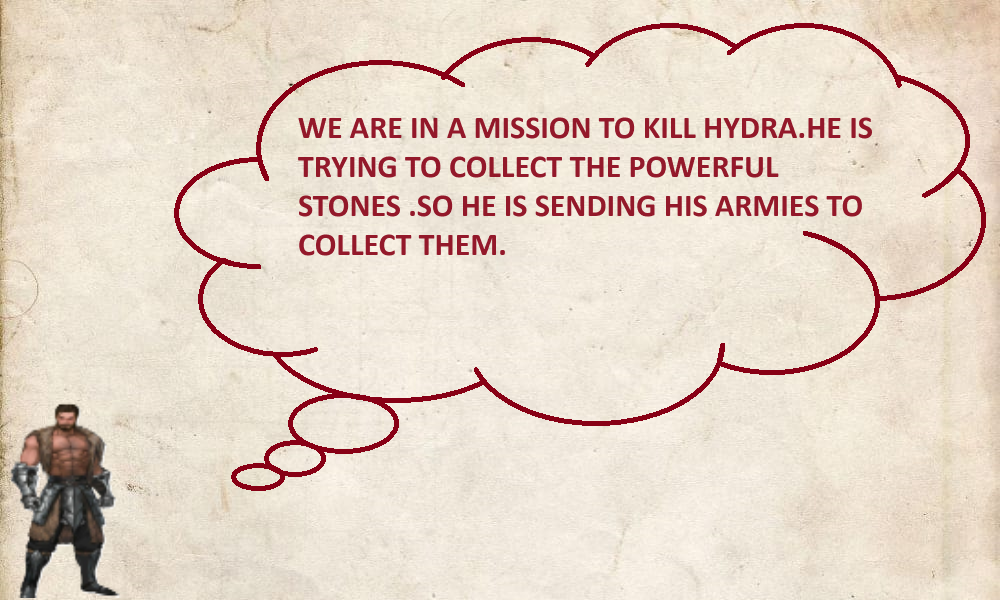 WE ARE IN A MISSION TO KILL HYDRA.HE IS
TRYING TO COLLECT THE POWERFUL
STONES .SO HE IS SENDING HIS ARMIES TO
COLLECT THEM.